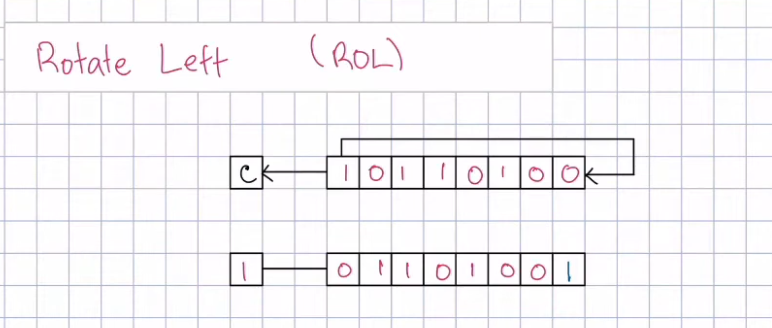 Rotate Left (ROL)
C 1 0 1 1 0 1 0 0
1 0 1 1 0 1 0 0 1